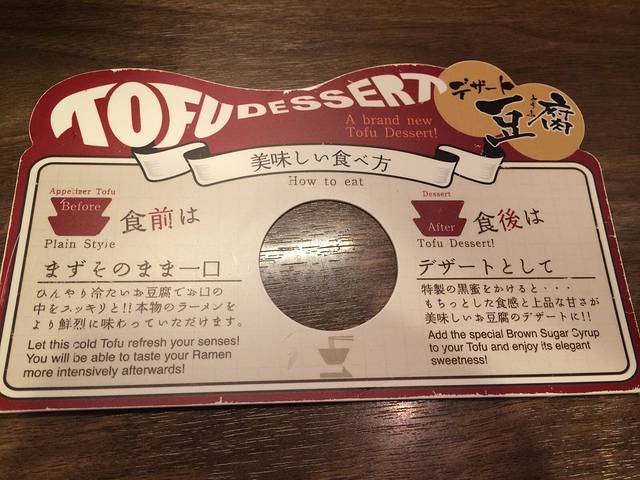 TOFU DESSERT
デザート
豆腐
とうふ
A brand new
Tofu Dessert!
美味しい食べ方
How to eat
Appetizer Tofu
Before
食前は
Plain Style
まずそのまま一口
ひんやり冷たいお豆腐でお口の
中をスッキリと!!本物のラーメンを
より鮮烈に味わっていただけます。
Let this cold Tofu refresh your senses!
You will be able to taste your Ramen
more intensively afterwards!
Dessert
After
食後は
Tofu Dessert!
デザートとして
特製の黒蜜をかけると・・・
もちっとした食感と上品な甘さが
美味しいお豆腐のデザートに!!
Add the special Brown Sugar Cyrup
to your Tofu and enjoy its elegant
sweetness!